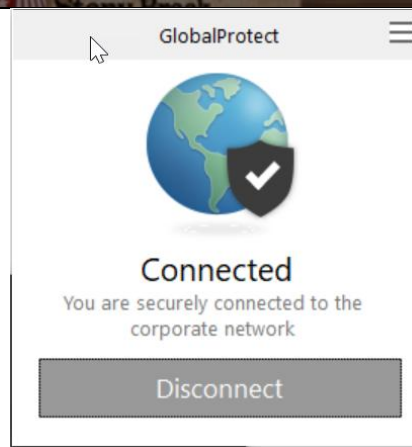 GlobalProtect
Connected
You are securely connected to the
corporate network
Disconnect